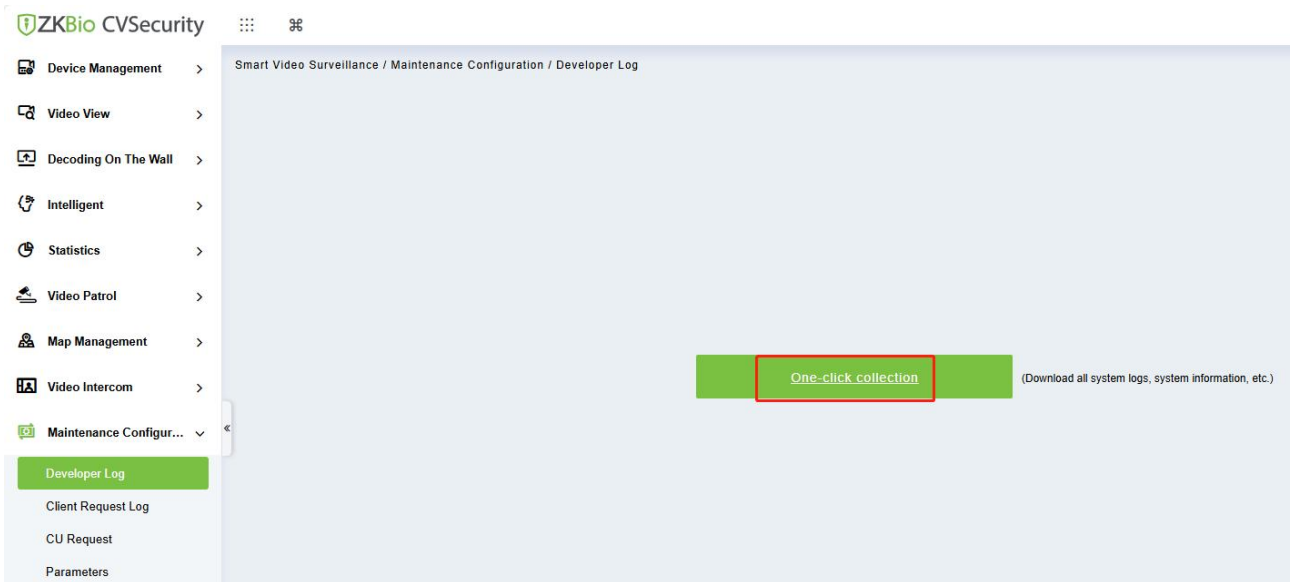 ZKBio CVSecurity
Device Management
Video View
Decoding On The Wall
Intelligent
Statistics
Video Patrol
Map Management
Video Intercom
Maintenance Configur...
Developer Log
Client Request Log
CU Request
Parameters
Smart Video Surveillance / Maintenance Configuration / Developer Log
One-click collection (Download all system logs, system information, etc.)